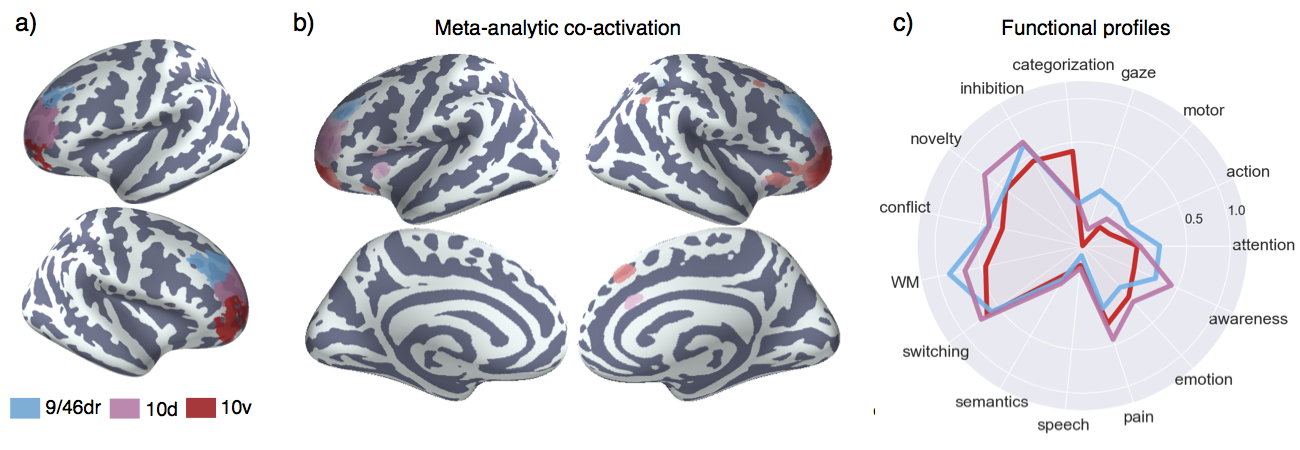 a)
b)
Meta-analytic co-activation
c)
Functional profiles
categorization
gaze
inhibition
motor
novelty
action
conflict
0.5
1.0
attention
WM
awareness
switching
emotion
semantics
pain
speech
9/46dr
10d
10v